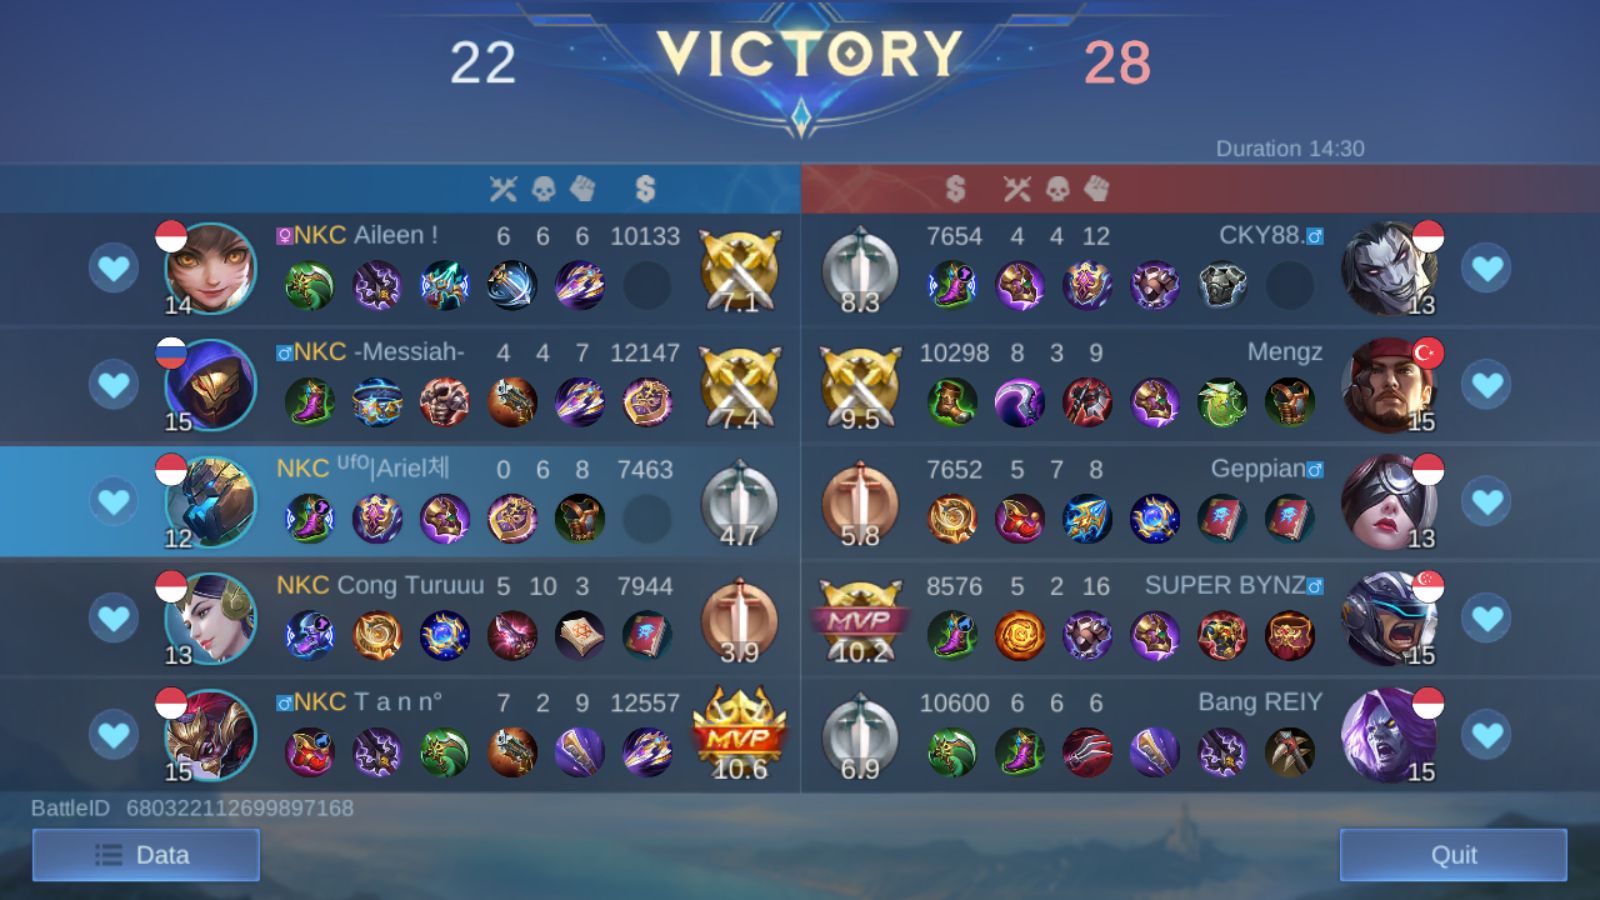 22 VICTORY 28
Duration 14:30
NKC Aileen ! 6 6 6 10133
14 7.1
8.3 7654 4 4 12 CKY88.
13
NKC -Messiah- 4 4 7 12147
15 7.4
9.5 10298 8 3 9 Mengz
15
NKC ᵁᶠᴼ|Ariel체 0 6 8 7463
12 4.7
5.8 7652 5 7 8 Geppian
13
NKC Cong Turuuu 5 10 3 7944
13 3.9
MVP 10.2 8576 5 2 16 SUPER BYNZ
15
NKC T a n n° 7 2 9 12557
15 MVP 10.6
6.9 10600 6 6 6 Bang REIY
15
BattleID 680322112699897168
Data
Quit